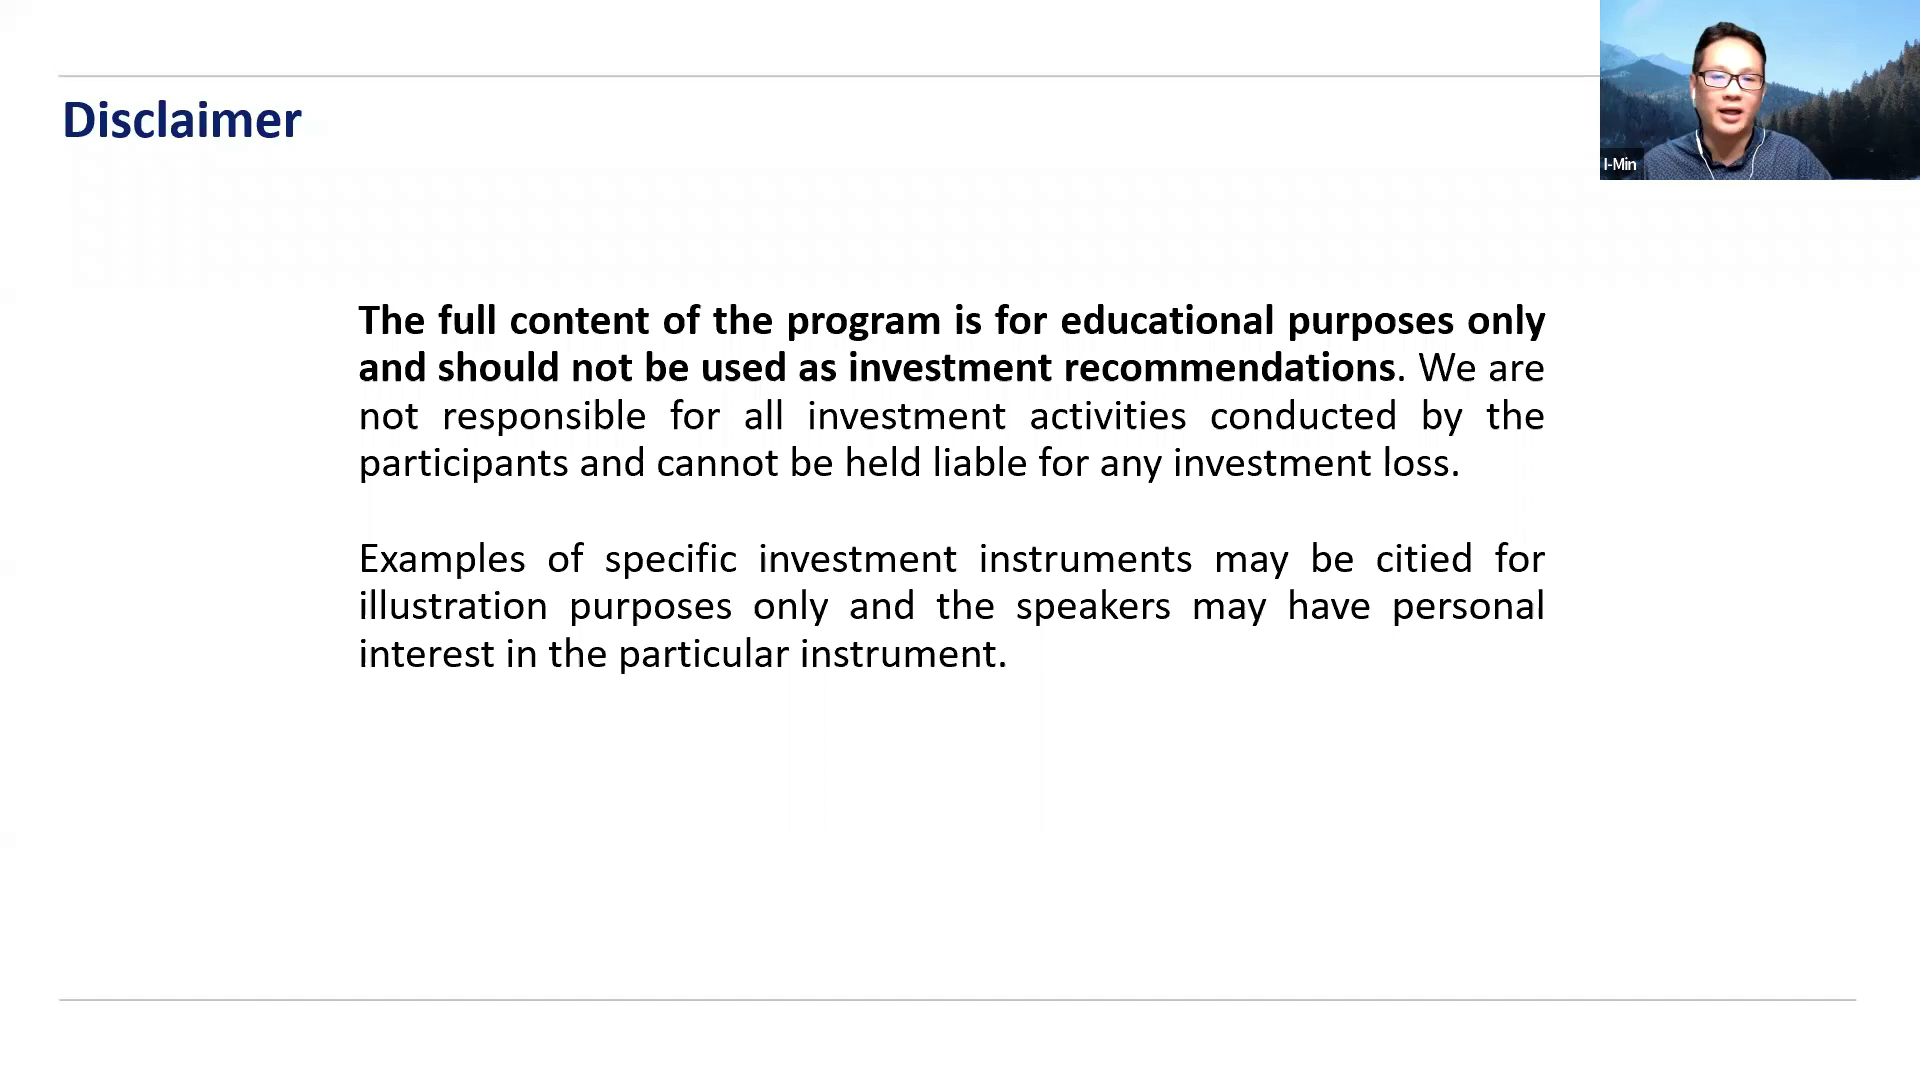 Disclaimer
I-Min
The full content of the program is for educational purposes only
and should not be used as investment recommendations. We are
not responsible for all investment activities conducted by the
participants and cannot be held liable for any investment loss.
Examples of specific investment instruments may be citied for
illustration purposes only and the speakers may have personal
interest in the particular instrument.